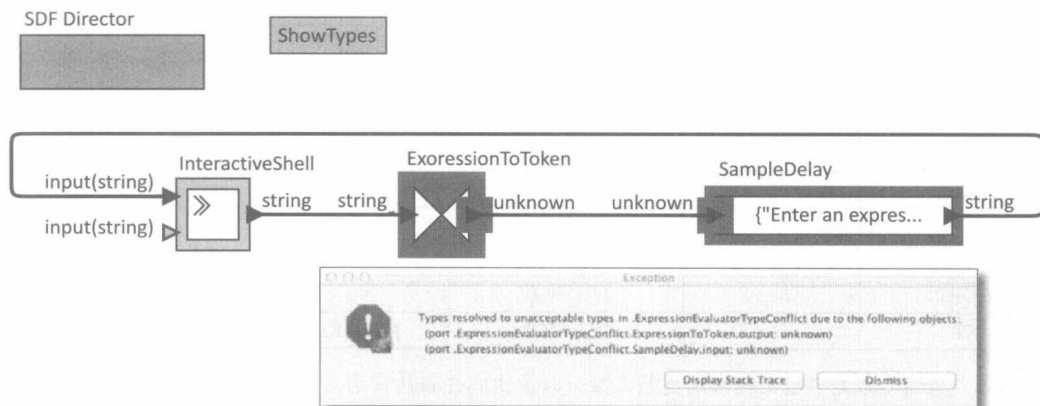 SDF Director
ShowTypes
InteractiveShell
ExoressionToToken
SampleDelay
input(string)
string
string
unknown
unknown
{"Enter an expres...
string
input(string)
Exception
Types resolved to unacceptable types in .ExpressionEvaluatorTypeConflict due to the following objects:
(port .ExpressionEvaluatorTypeConflict.ExpressionToToken.output: unknown)
(port .ExpressionEvaluatorTypeConflict.SampleDelay.input: unknown)
Display Stack Trace
Dismiss